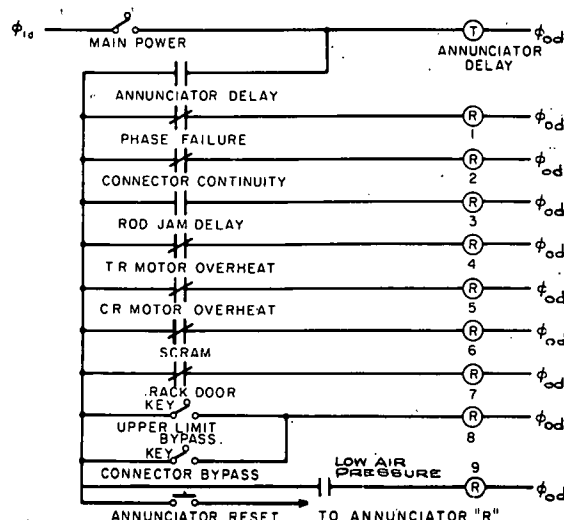 ϕ1d
MAIN POWER
T
ϕod
ANNUNCIATOR DELAY
ANNUNCIATOR DELAY
R
1
ϕod
PHASE FAILURE
R
2
ϕod
CONNECTOR CONTINUITY
R
3
ϕod
ROD JAM DELAY
R
4
ϕod
TR MOTOR OVERHEAT
R
5
ϕod
CR MOTOR OVERHEAT
R
6
ϕod
SCRAM
R
7
ϕod
RACK DOOR
KEY
R
8
ϕod
UPPER LIMIT
BYPASS
KEY
CONNECTOR BYPASS
LOW AIR
PRESSURE
9
R
ϕod
ANNUNCIATOR RESET
TO ANNUNCIATOR "R"